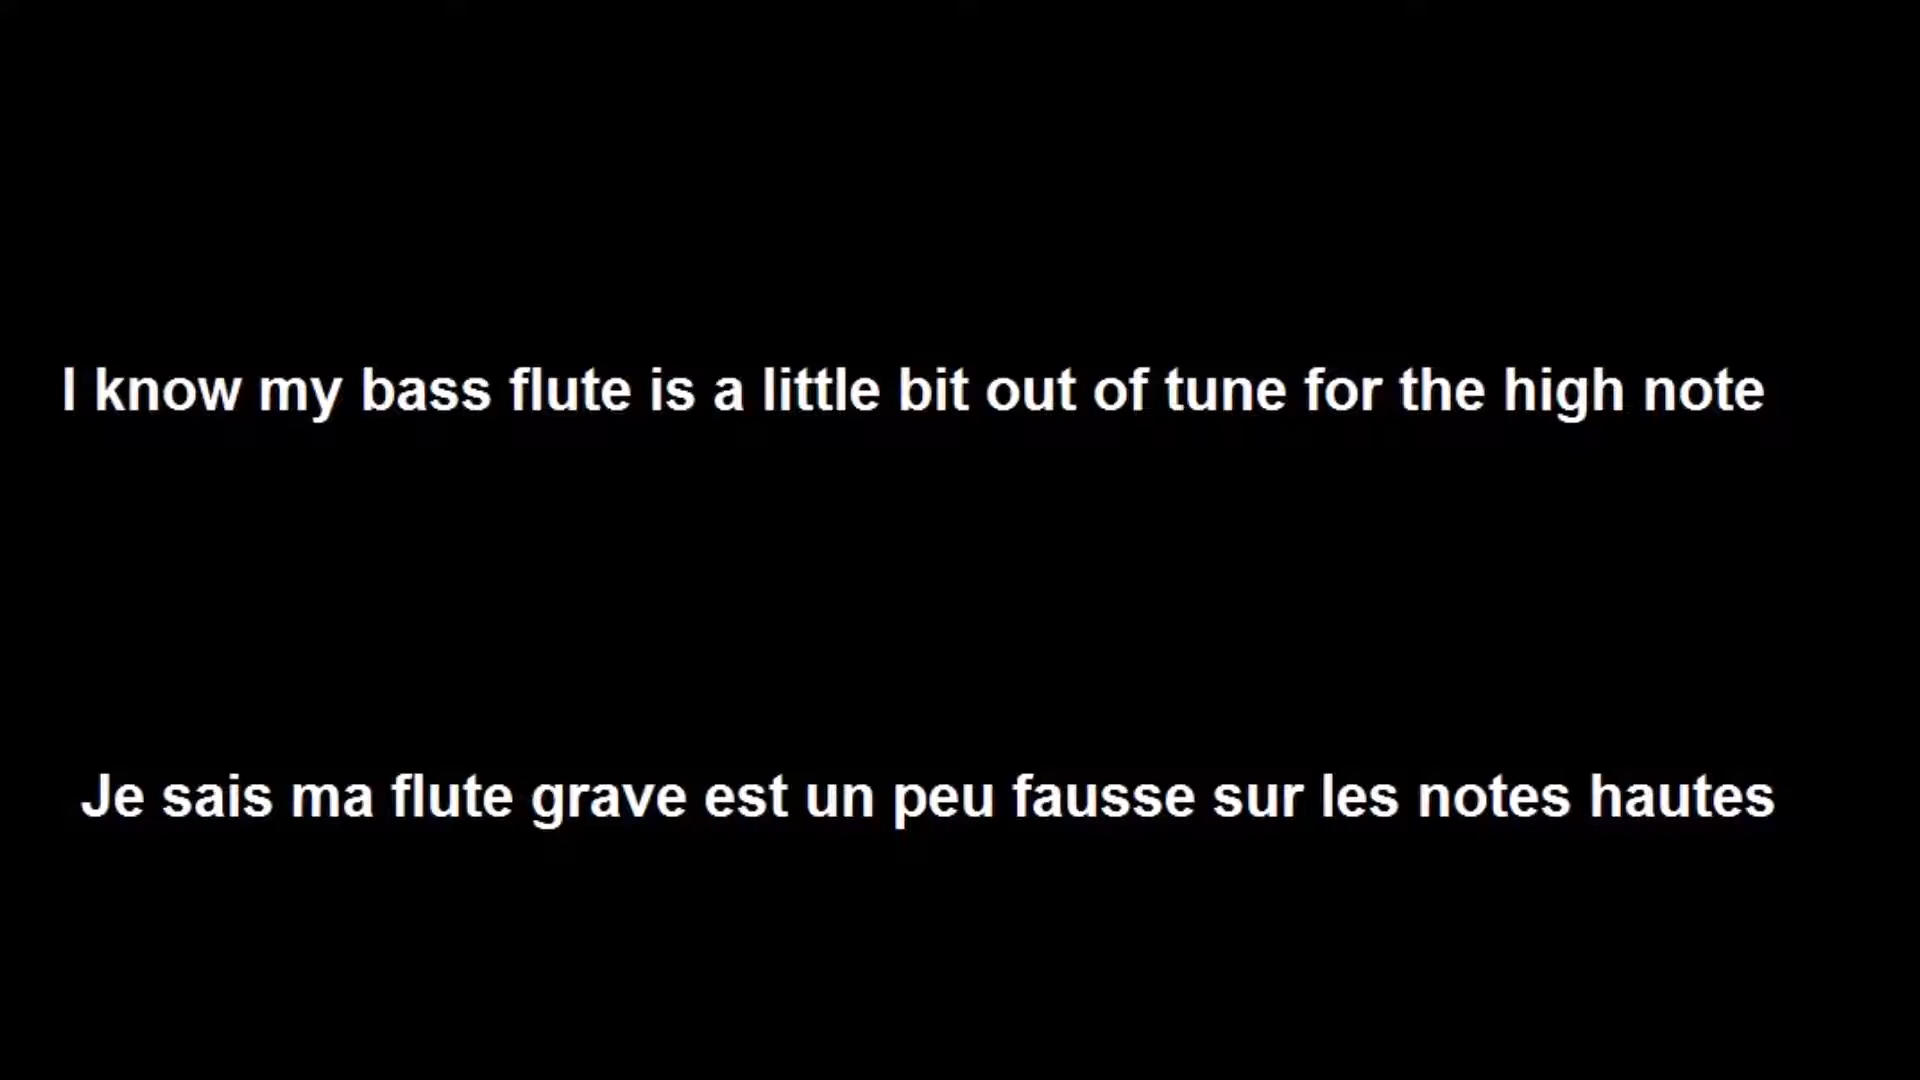 I know my bass flute is a little bit out of tune for the high note
Je sais ma flute grave est un peu fausse sur les notes hautes